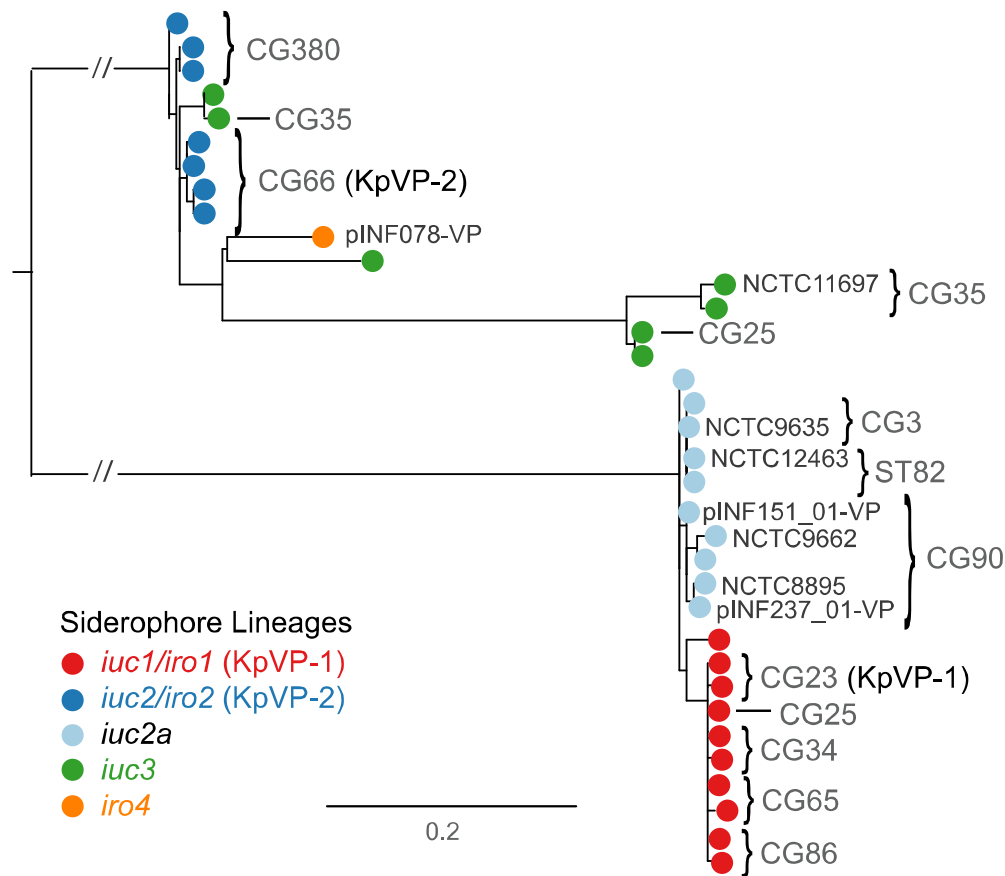 //
CG380
CG35
CG66 (KpVP-2)
pINF078-VP
NCTC11697
CG35
CG25
NCTC9635
CG3
//
NCTC12463
ST82
pINF151_01-VP
NCTC9662
CG90
NCTC8895
pINF237_01-VP
Siderophore Lineages
iuc1/iro1 (KpVP-1)
iuc2/iro2 (KpVP-2)
iuc2a
iuc3
iro4
CG23 (KpVP-1)
CG25
CG34
CG65
CG86
0.2